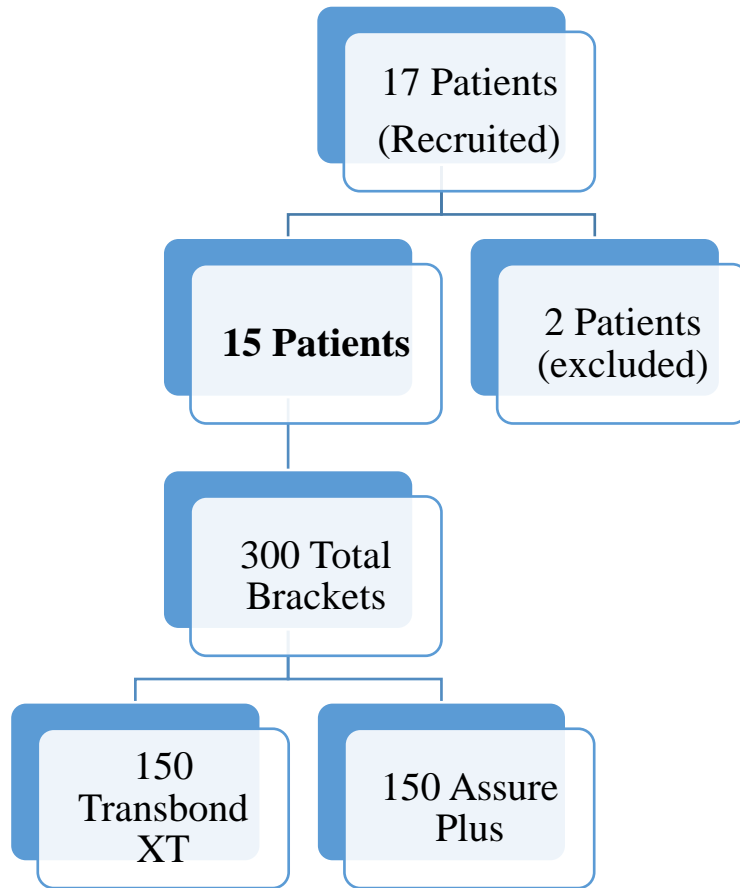 17 Patients
(Recruited)
15 Patients
2 Patients
(excluded)
300 Total
Brackets
150
Transbond
XT
150 Assure
Plus